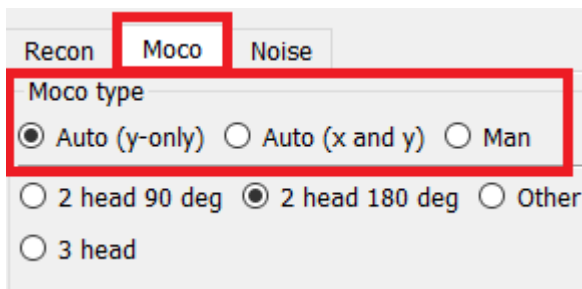 Recon Moco Noise
Moco type
Auto (y-only) Auto (x and y) Man
2 head 90 deg 2 head 180 deg Other
3 head